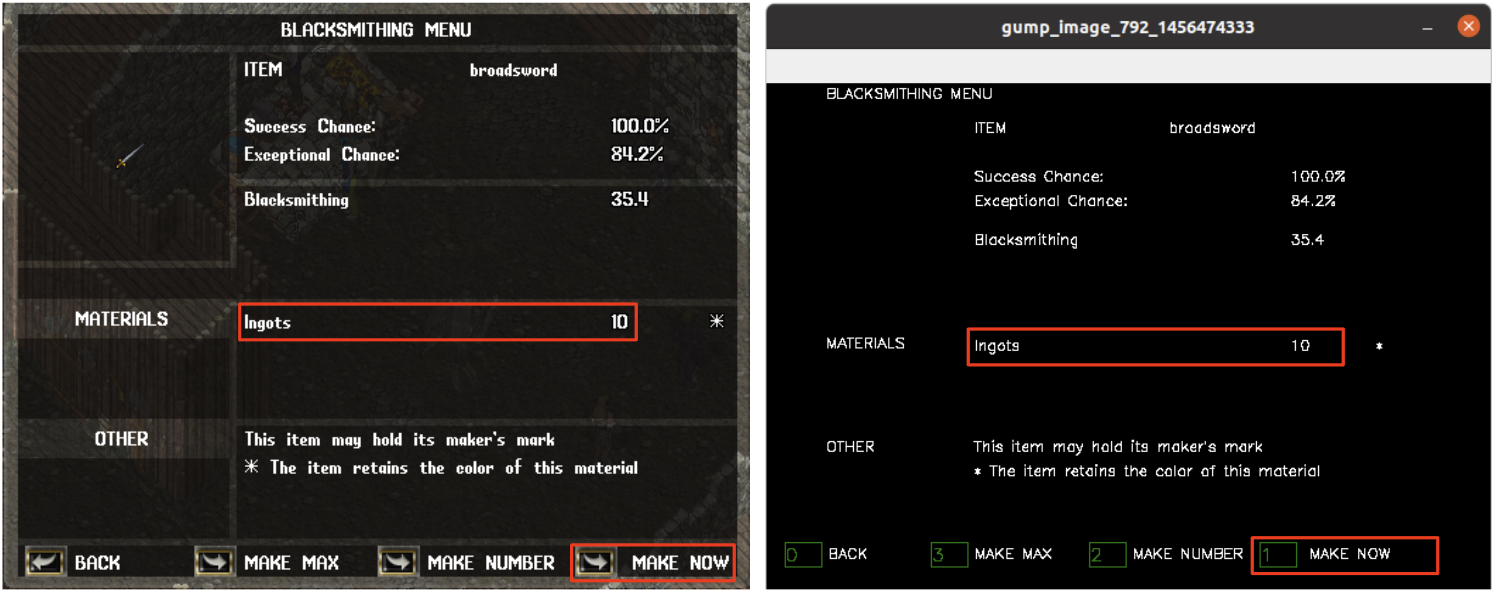 BLACKSMITHING MENU
ITEM broadsword
Success Chance: 100.0%
Exceptional Chance: 84.2%
Blacksmithing 35.4
MATERIALS Ingots 10 *
OTHER This item may hold its maker's mark
* The item retains the color of this material
BACK MAKE MAX MAKE NUMBER MAKE NOW
gump_image_792_1456474333
BLACKSMITHING MENU
ITEM broadsword
Success Chance: 100.0%
Exceptional Chance: 84.2%
Blacksmithing 35.4
MATERIALS Ingots 10 *
OTHER This item may hold its maker's mark
* The item retains the color of this material
0 BACK 3 MAKE MAX 2 MAKE NUMBER 1 MAKE NOW